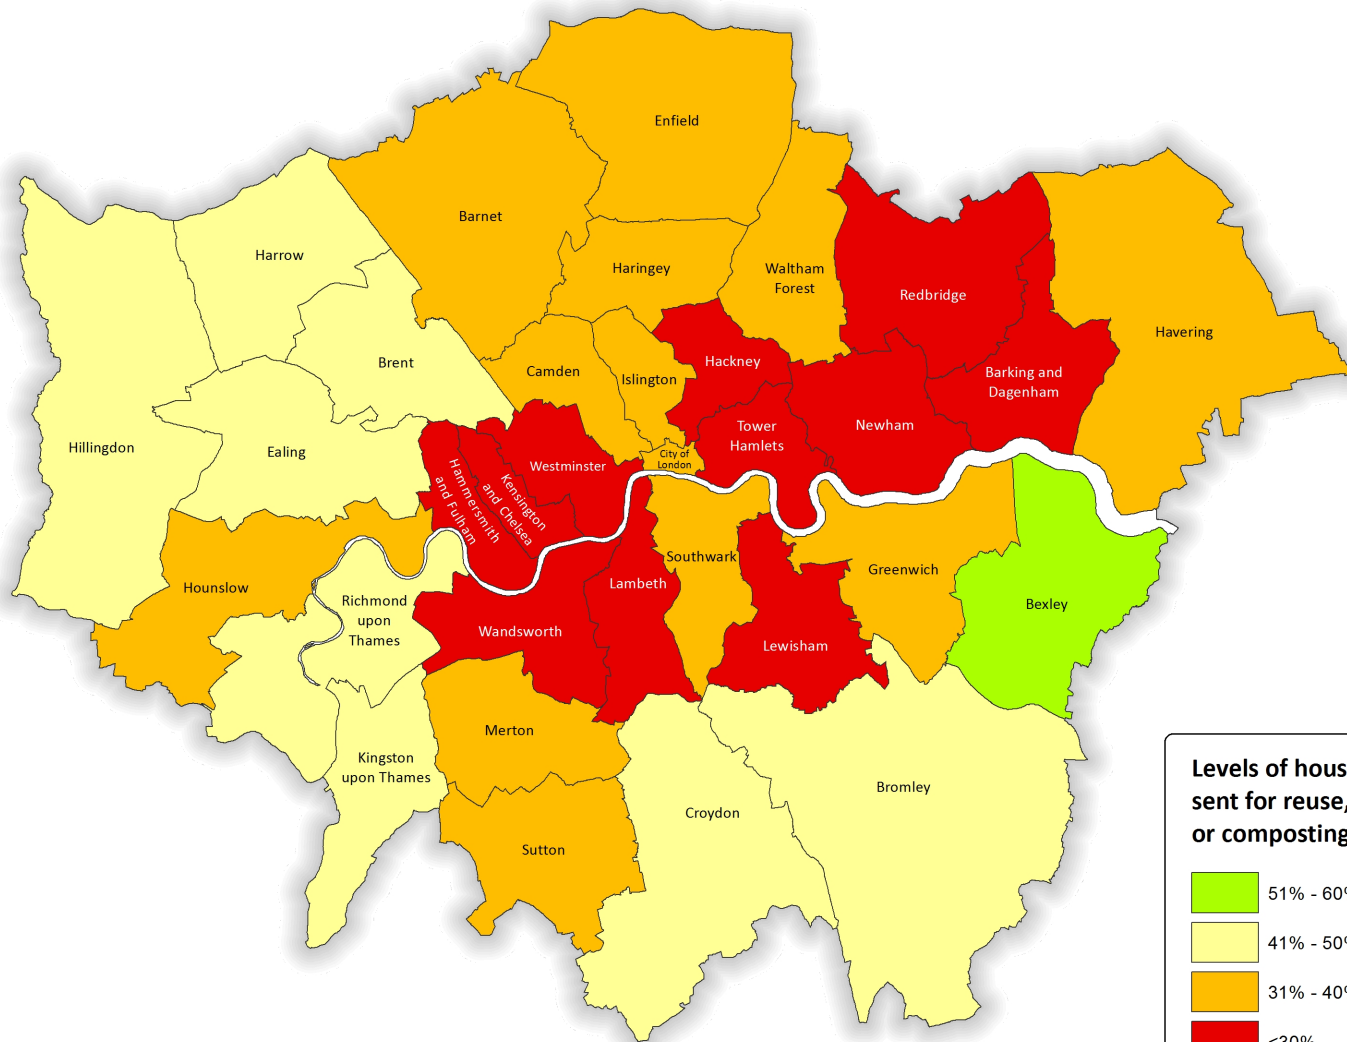 Enfield
Barnet
Harrow
Haringey
Waltham
Forest
Redbridge
Havering
Brent
Camden
Islington
Hackney
Barking and
Dagenham
Hillingdon
Ealing
Westminster
City of
London
Tower
Hamlets
Newham
Hammersmith
and Fulham
Kensington
and Chelsea
Hounslow
Richmond
upon
Thames
Wandsworth
Lambeth
Southwark
Lewisham
Greenwich
Bexley
Merton
Kingston
upon Thames
Sutton
Croydon
Bromley
Levels of hous
sent for reuse,
or composting
51% - 60
41% - 50
31% - 40